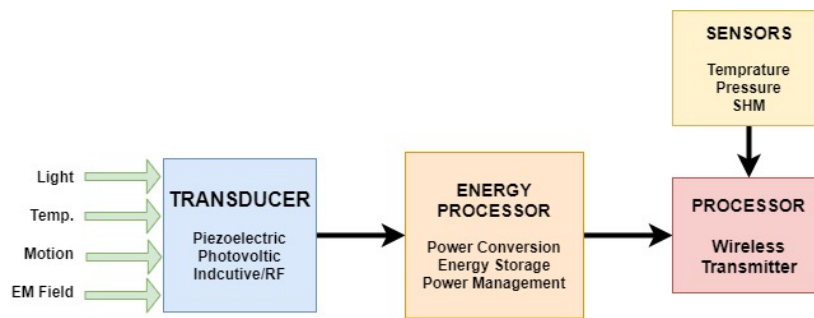 SENSORS
Temprature
Pressure
SHM
Light
Temp.
Motion
EM Field
TRANSDUCER
Piezoelectric
Photovoltic
Indcutive/RF
ENERGY
PROCESSOR
Power Conversion
Energy Storage
Power Management
PROCESSOR
Wireless
Transmitter